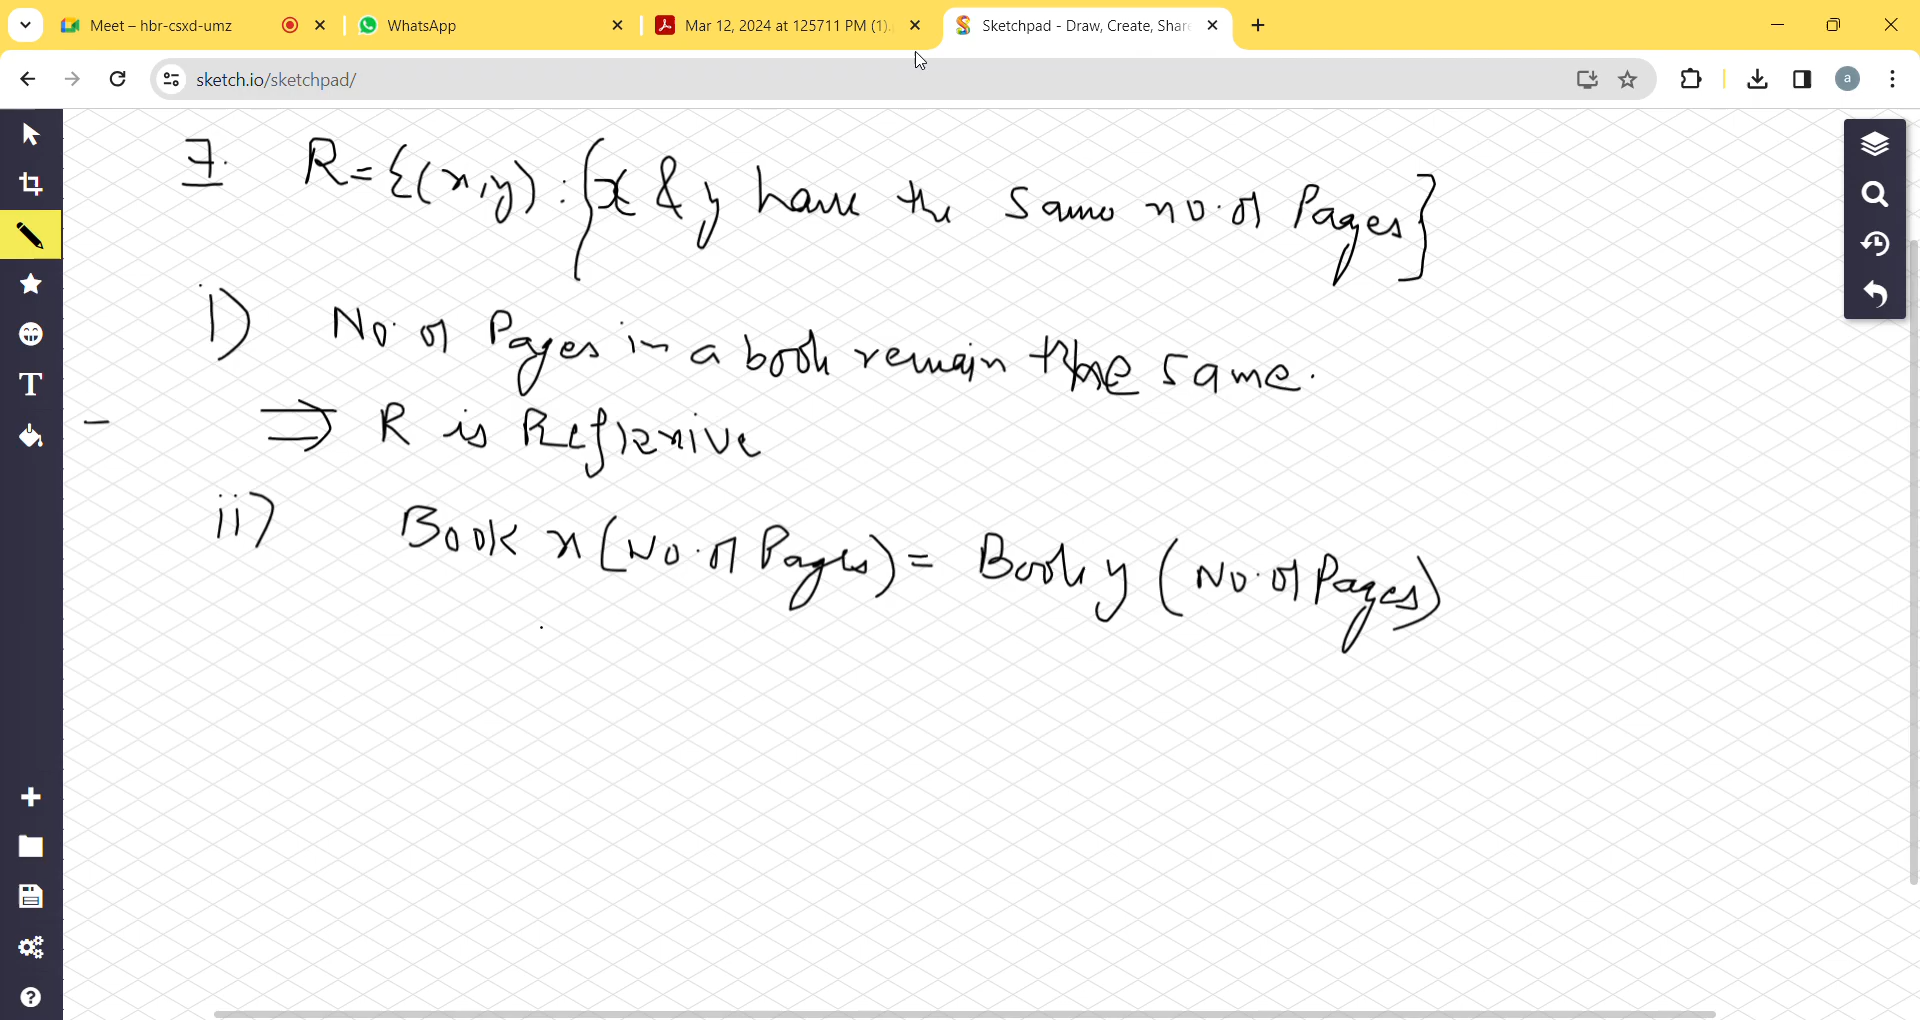 Meet – hbr-csxd-umz
WhatsApp
Mar 12, 2024 at 125711 PM (1).
Sketchpad - Draw, Create, Share
sketch.io/sketchpad/
a
7. R={(x,y):{x & y have the same no.of Pages}
i) No.of Pages in a book remain the same.
⇒ R is Reflexive
ii) Book x (No.of Pages) = Book y (No.of Pages)
T